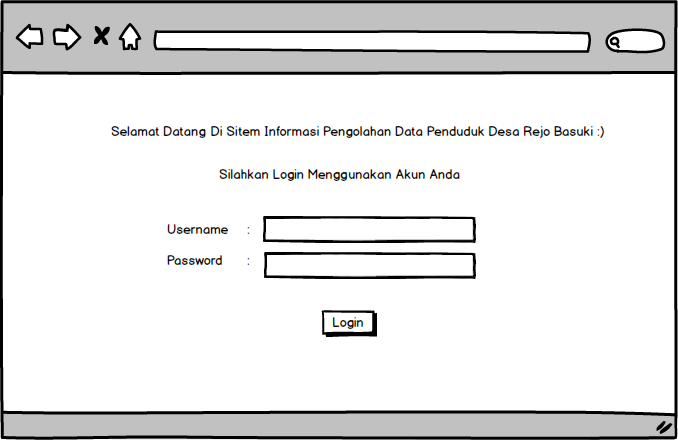 Selamat Datang Di Sitem Informasi Pengolahan Data Penduduk Desa Rejo Basuki :)
Silahkan Login Menggunakan Akun Anda
Username :
Password :
Login